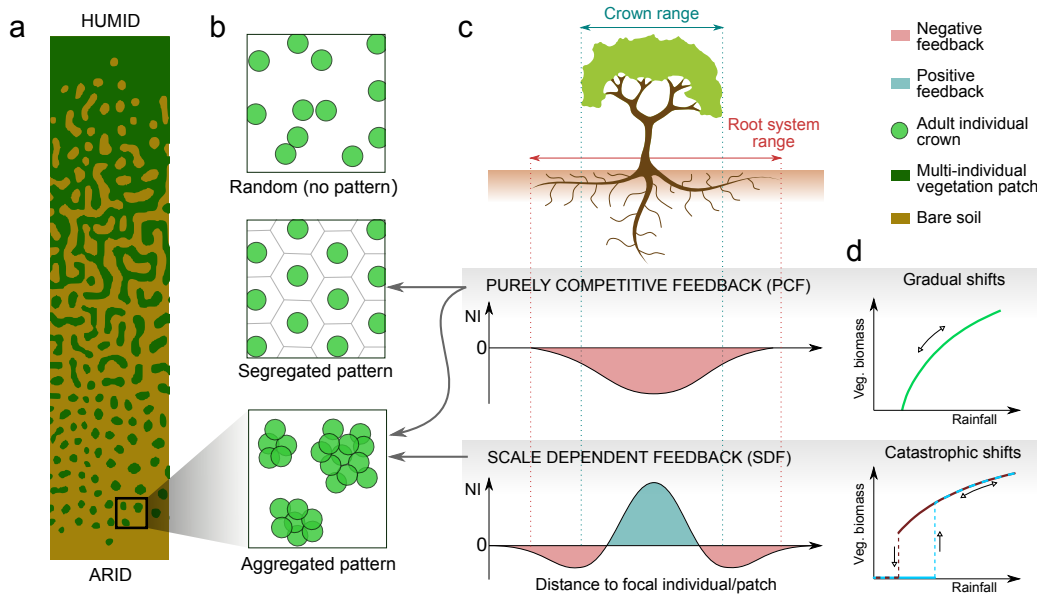 a
HUMID
ARID
b
Random (no pattern)
Segregated pattern
Aggregated pattern
c
Crown range
Root system
range
Negative
feedback
Positive
feedback
Adult individual
crown
Multi-individual
vegetation patch
Bare soil
PURELY COMPETITIVE FEEDBACK (PCF)
NI
0
SCALE DEPENDENT FEEDBACK (SDF)
NI
0
Distance to focal individual/patch
d
Gradual shifts
Veg. biomass
Rainfall
Catastrophic shifts
Veg. biomass
Rainfall